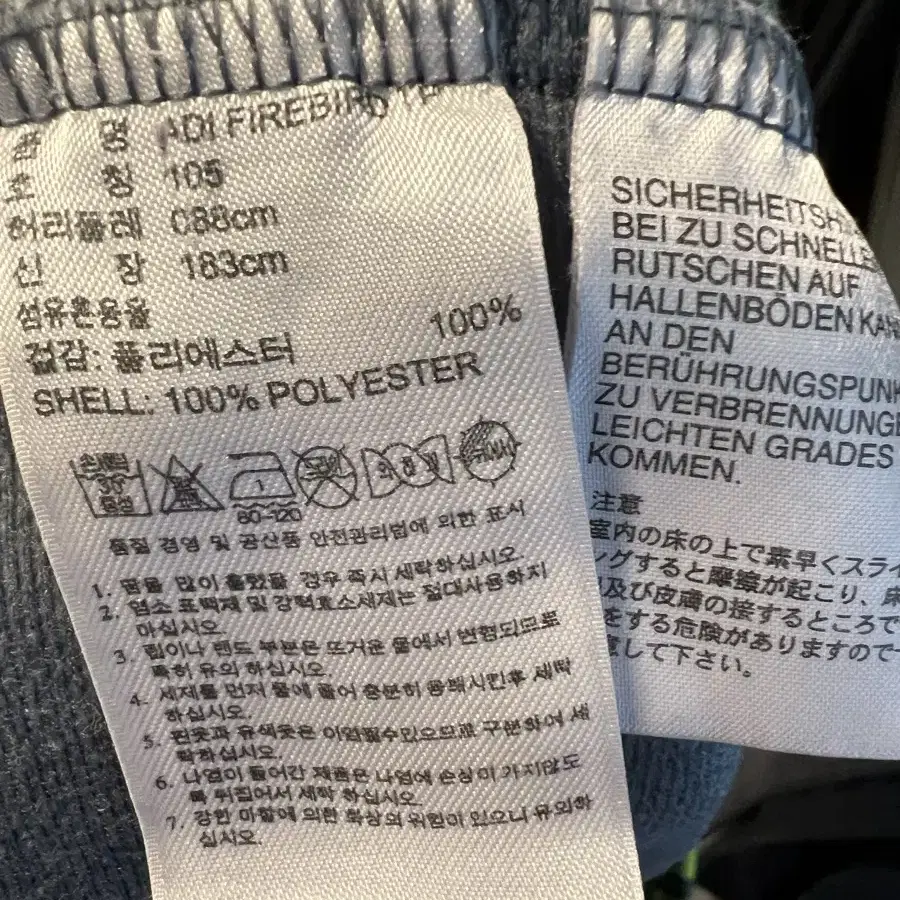 품 명 ADI FIREBIRD TP
호 칭 105
허리둘레 088cm
신 장 183cm
섬유혼용율
겉감: 폴리에스터 100%
SHELL: 100% POLYESTER
손세탁
30
중성
1
80-120
품질 경영 및 공산품 안전관리법에 의한 표시
1. 땀을 많이 흘렸을 경우 즉시 세탁하십시오.
2. 염소 표백제 및 강력효소세제는 절대사용하지
마십시오.
3. 립이나 밴드 부분은 뜨거운 물에서 변형되므로
특히 유의 하십시오.
4. 세제를 먼저 물에 풀어 충분히 용해시킨후 세탁
하십시오.
5. 흰옷과 유색옷은 이염될수있으므로 구분하여 세
탁하십시오.
6. 나염이 들어간 제품은 나염에 손상이 가지않도
록 뒤집어서 세탁 하십시오.
7. 강한 마찰에 의한 화상의 위험이 있으니 유의하
십시오.
SICHERHEITSH
BEI ZU SCHNELLE
RUTSCHEN AUF
HALLENBÖDEN KAN
AN DEN
BERÜHRUNGSPUNK
ZU VERBRENNUNGE
LEICHTEN GRADES
KOMMEN.
注意
室内の床の上で素早くスライ
ングすると摩擦が起こり、床
及び皮膚の接するところで
をする危険がありますので
して下さい。